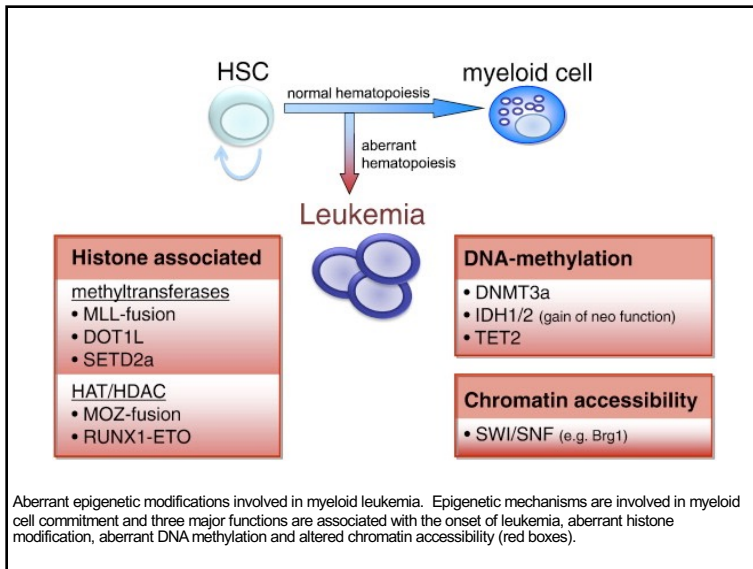 HSC
myeloid cell
normal hematopoiesis
aberrant
hematopoiesis
Leukemia
Histone associated
methyltransferases
• MLL-fusion
• DOT1L
• SETD2a
HAT/HDAC
• MOZ-fusion
• RUNX1-ETO
DNA-methylation
• DNMT3a
• IDH1/2 (gain of neo function)
• TET2
Chromatin accessibility
• SWI/SNF (e.g. Brg1)
Aberrant epigenetic modifications involved in myeloid leukemia. Epigenetic mechanisms are involved in myeloid
cell commitment and three major functions are associated with the onset of leukemia, aberrant histone
modification, aberrant DNA methylation and altered chromatin accessibility (red boxes).